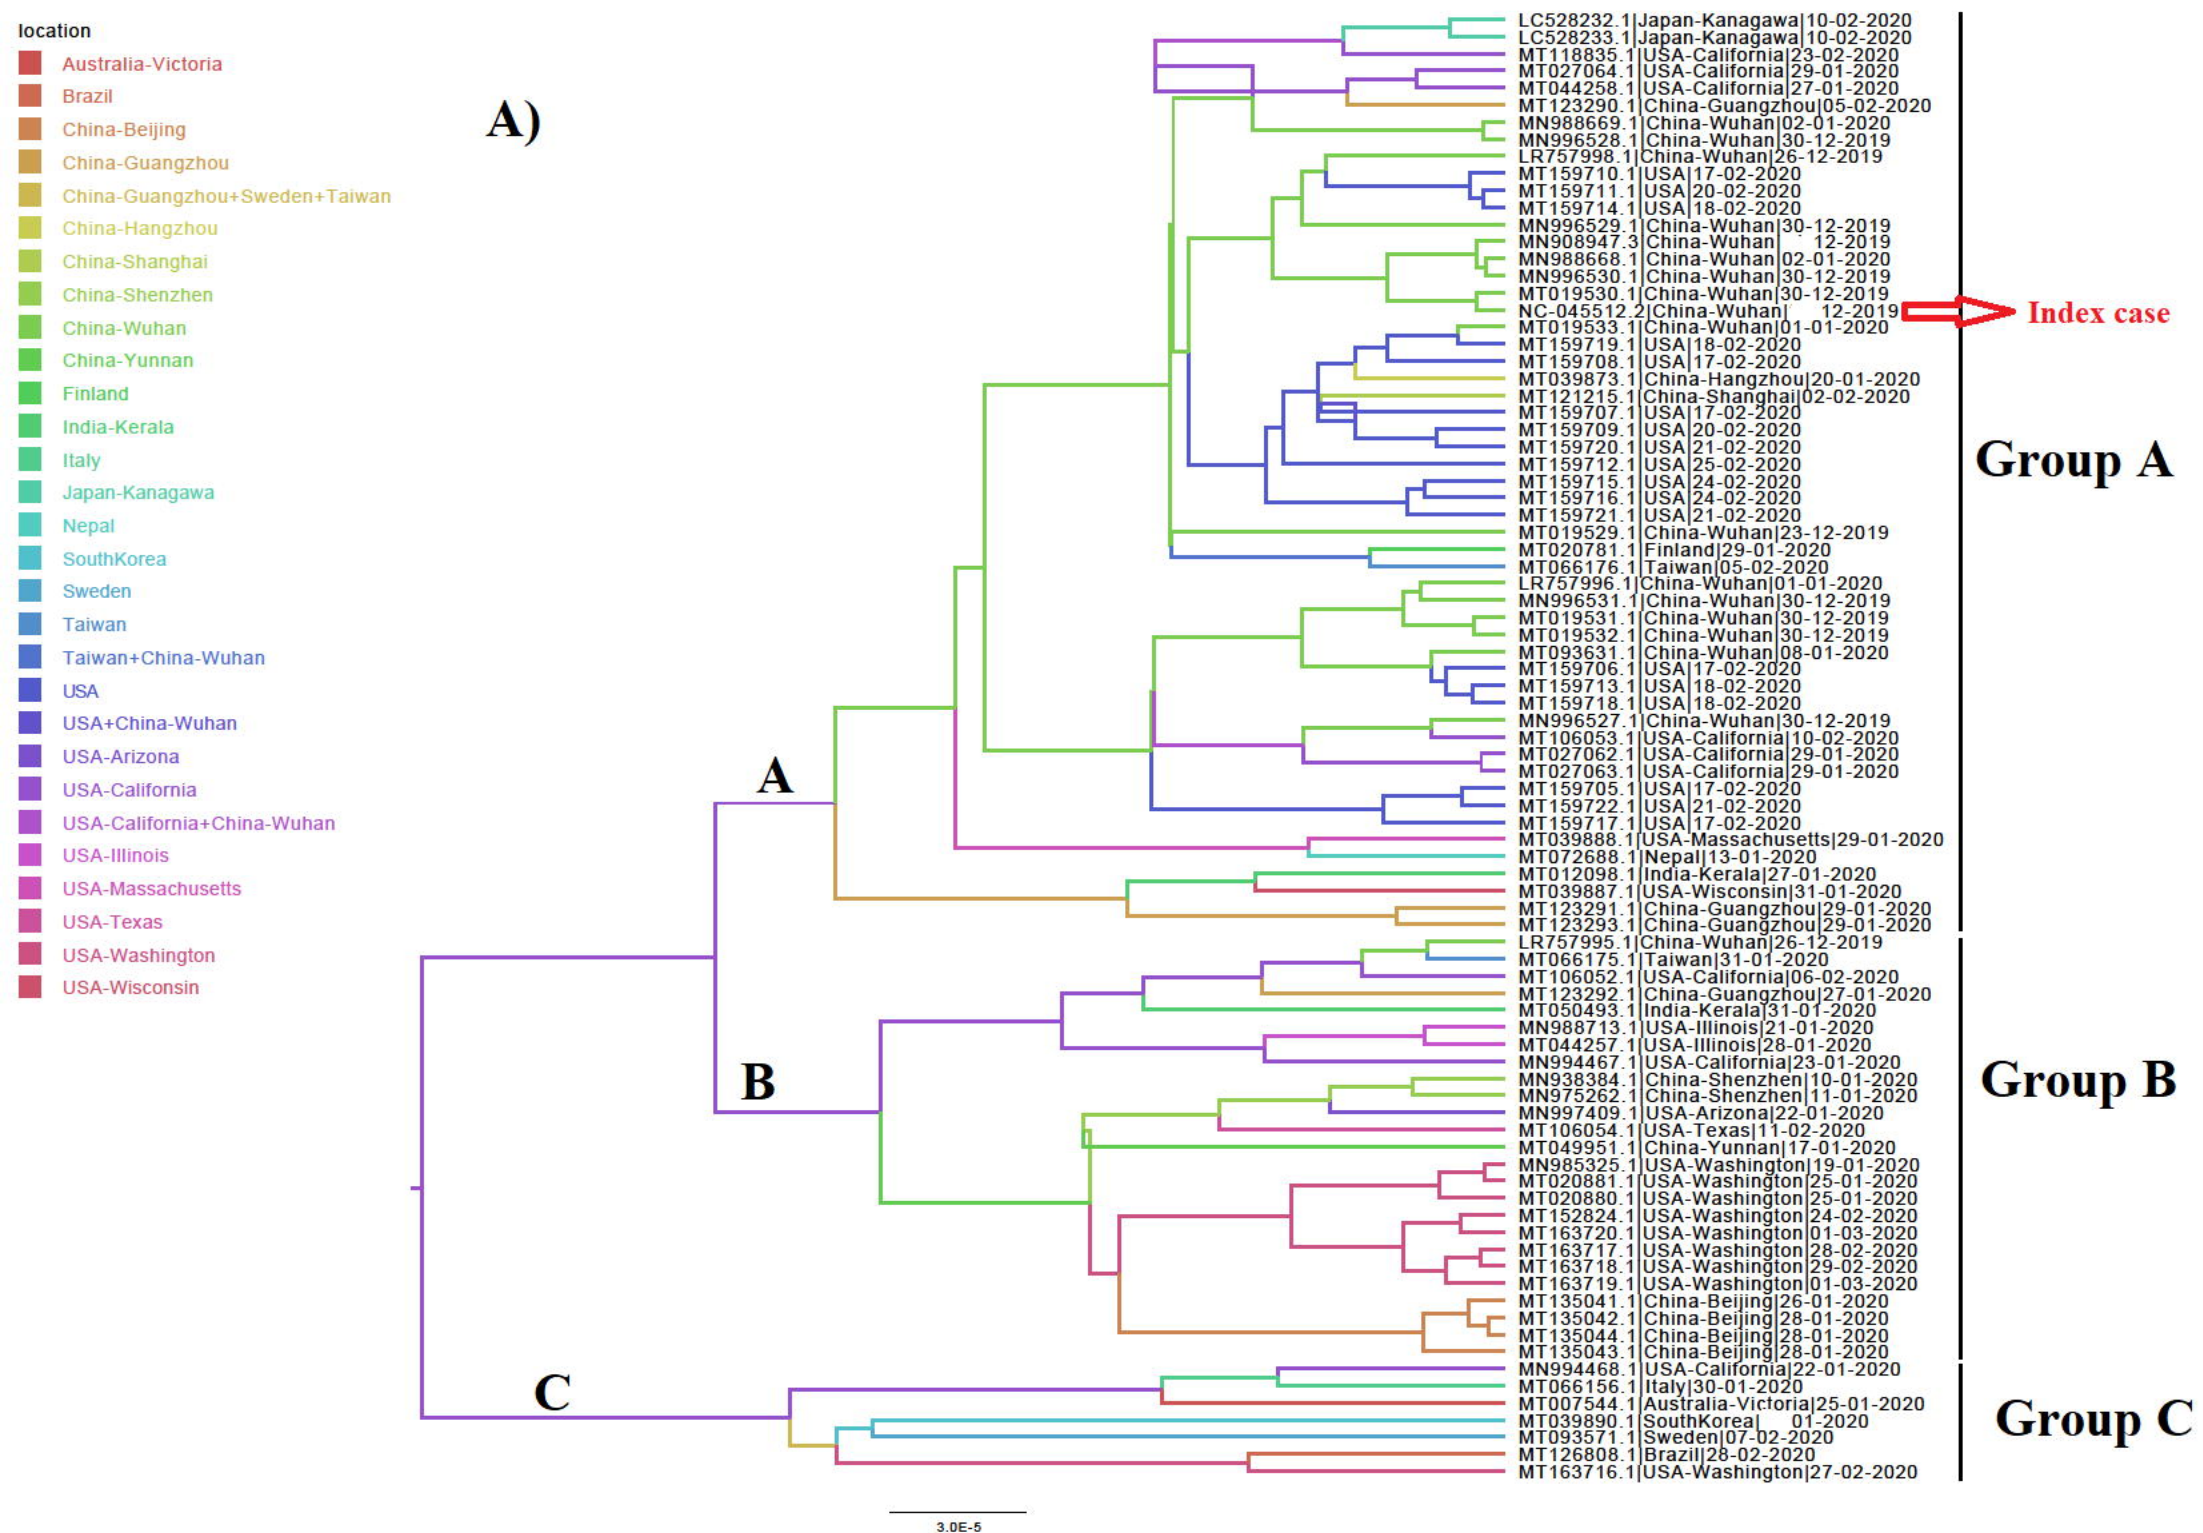 location
Australia-Victoria
Brazil
China-Beijing
China-Guangzhou
China-Guangzhou+Sweden+Taiwan
China-Hangzhou
China-Shanghai
China-Shenzhen
China-Wuhan
China-Yunnan
Finland
India-Kerala
Italy
Japan-Kanagawa
Nepal
SouthKorea
Sweden
Taiwan
Taiwan+China-Wuhan
USA
USA+China-Wuhan
USA-Arizona
USA-California
USA-California+China-Wuhan
USA-Illinois
USA-Massachusetts
USA-Texas
USA-Washington
USA-Wisconsin
A)
A
B
C
LC528232.1|Japan-Kanagawa|10-02-2020
LC528233.1|Japan-Kanagawa|10-02-2020
MT118835.1|USA-California|23-02-2020
MT027064.1|USA-California|29-01-2020
MT044258.1|USA-California|27-01-2020
MT123290.1|China-Guangzhou|05-02-2020
MN988669.1|China-Wuhan|02-01-2020
MN996528.1|China-Wuhan|30-12-2019
LR757998.1|China-Wuhan|26-12-2019
MT159710.1|USA|17-02-2020
MT159711.1|USA|20-02-2020
MT159714.1|USA|18-02-2020
MN996529.1|China-Wuhan|30-12-2019
MN908947.3|China-Wuhan| 12-2019
MN988668.1|China-Wuhan|02-01-2020
MN996530.1|China-Wuhan|30-12-2019
MT019530.1|China-Wuhan|30-12-2019
NC-045512.2|China-Wuhan| 12-2019
Index case
MT019533.1|China-Wuhan|01-01-2020
MT159719.1|USA|18-02-2020
MT159708.1|USA|17-02-2020
MT039873.1|China-Hangzhou|20-01-2020
MT121215.1|China-Shanghai|02-02-2020
MT159707.1|USA|17-02-2020
MT159709.1|USA|20-02-2020
MT159720.1|USA|21-02-2020
MT159712.1|USA|25-02-2020
Group A
MT159715.1|USA|24-02-2020
MT159716.1|USA|24-02-2020
MT159721.1|USA|21-02-2020
MT019529.1|China-Wuhan|23-12-2019
MT020781.1|Finland|29-01-2020
MT066176.1|Taiwan|05-02-2020
LR757996.1|China-Wuhan|01-01-2020
MN996531.1|China-Wuhan|30-12-2019
MT019531.1|China-Wuhan|30-12-2019
MT019532.1|China-Wuhan|30-12-2019
MT093631.1|China-Wuhan|08-01-2020
MT159706.1|USA|17-02-2020
MT159713.1|USA|18-02-2020
MT159718.1|USA|18-02-2020
MN996527.1|China-Wuhan|30-12-2019
MT106053.1|USA-California|10-02-2020
MT027062.1|USA-California|29-01-2020
MT027063.1|USA-California|29-01-2020
MT159705.1|USA|17-02-2020
MT159722.1|USA|21-02-2020
MT159717.1|USA|17-02-2020
MT039888.1|USA-Massachusetts|29-01-2020
MT072688.1|Nepal|13-01-2020
MT012098.1|India-Kerala|27-01-2020
MT039887.1|USA-Wisconsin|31-01-2020
MT123291.1|China-Guangzhou|29-01-2020
MT123293.1|China-Guangzhou|29-01-2020
LR757995.1|China-Wuhan|26-12-2019
MT066175.1|Taiwan|31-01-2020
MT106052.1|USA-California|06-02-2020
MT123292.1|China-Guangzhou|27-01-2020
MT050493.1|India-Kerala|31-01-2020
MN988713.1|USA-Illinois|21-01-2020
MT044257.1|USA-Illinois|28-01-2020
MN994467.1|USA-California|23-01-2020
Group B
MN938384.1|China-Shenzhen|10-01-2020
MN975262.1|China-Shenzhen|11-01-2020
MN997409.1|USA-Arizona|22-01-2020
MT106054.1|USA-Texas|11-02-2020
MT049951.1|China-Yunnan|17-01-2020
MN985325.1|USA-Washington|19-01-2020
MT020881.1|USA-Washington|25-01-2020
MT020880.1|USA-Washington|25-01-2020
MT152824.1|USA-Washington|24-02-2020
MT163720.1|USA-Washington|01-03-2020
MT163717.1|USA-Washington|28-02-2020
MT163718.1|USA-Washington|29-02-2020
MT163719.1|USA-Washington|01-03-2020
MT135041.1|China-Beijing|26-01-2020
MT135042.1|China-Beijing|28-01-2020
MT135044.1|China-Beijing|28-01-2020
MT135043.1|China-Beijing|28-01-2020
MN994468.1|USA-California|22-01-2020
MT066156.1|Italy|30-01-2020
MT007544.1|Australia-Victoria|25-01-2020
MT039890.1|SouthKorea| 01-2020
Group C
MT093571.1|Sweden|07-02-2020
MT126808.1|Brazil|28-02-2020
MT163716.1|USA-Washington|27-02-2020
3.0E-5